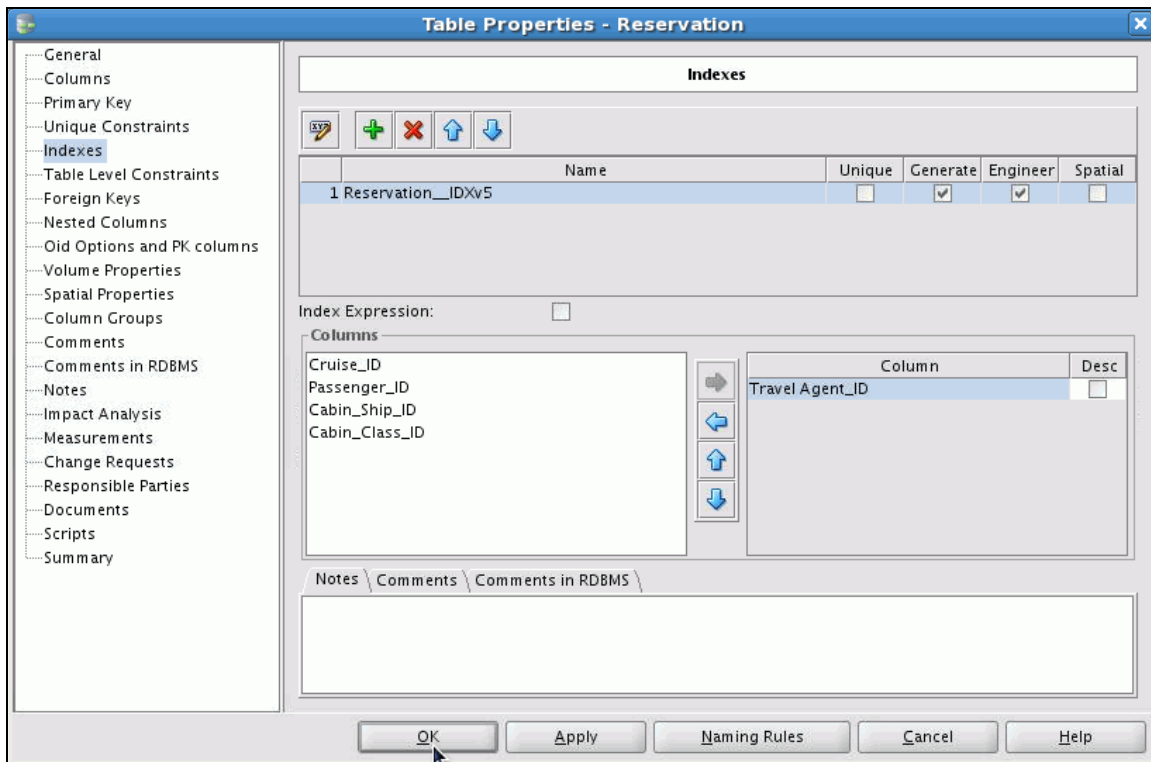 Table Properties - Reservation
General
Columns
Primary Key
Unique Constraints
Indexes
Table Level Constraints
Foreign Keys
Nested Columns
Oid Options and PK columns
Volume Properties
Spatial Properties
Column Groups
Comments
Comments in RDBMS
Notes
Impact Analysis
Measurements
Change Requests
Responsible Parties
Documents
Scripts
Summary
Indexes
Name Unique Generate Engineer Spatial
1 Reservation__IDXv5
Index Expression:
Columns
Cruise_ID
Passenger_ID
Cabin_Ship_ID
Cabin_Class_ID
Column Desc
Travel Agent_ID
Notes Comments Comments in RDBMS
OK Apply Naming Rules Cancel Help